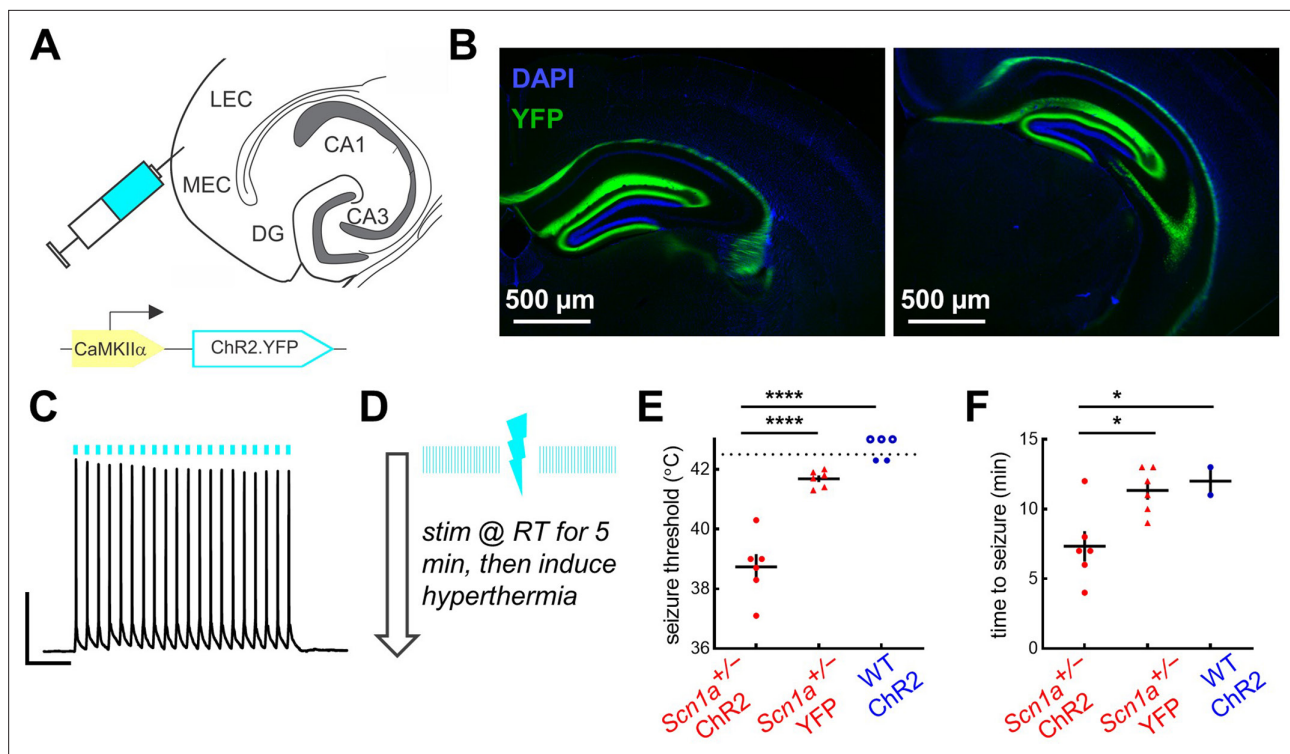 A
LEC
MEC
CA1
CA3
DG
CaMKIIα
ChR2.YFP
B
DAPI
YFP
500 µm
500 µm
C
D
stim @ RT for 5
min, then induce
hyperthermia
E
****
****
seizure threshold (°C)
42
40
38
36
Scn1a+/−
ChR2
Scn1a+/−
YFP
WT
ChR2
F
*
*
time to seizure (min)
15
10
5
0
Scn1a+/−
ChR2
Scn1a+/−
YFP
WT
ChR2